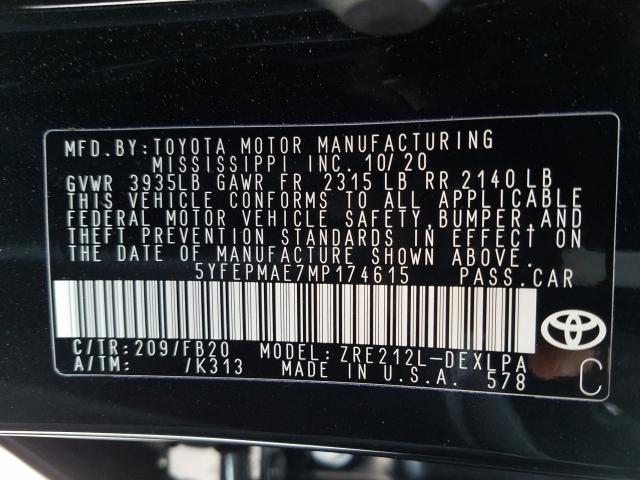 MFD. BY: TOYOTA MOTOR MANUFACTURING
MISSISSIPPI INC. 10/20
GVWR 3935LB GAWR FR 2315 LB RR 2140 LB
THIS VEHICLE CONFORMS TO ALL APPLICABLE
FEDERAL MOTOR VEHICLE SAFETY, BUMPER, AND
THEFT PREVENTION STANDARDS IN EFFECT ON
THE DATE OF MANUFACTURE SHOWN ABOVE.
5YFEPMAE7MP174615 PASS. CAR
C/TR: 209/FB20 MODEL: ZRE212L-DEXLPA
A/TM: /K313 MADE IN U.S.A. 578 C